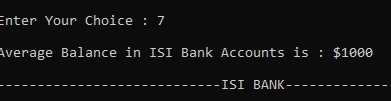 Enter Your Choice : 7
Average Balance in ISI Bank Accounts is : $1000
-----------------------------ISI BANK-------------